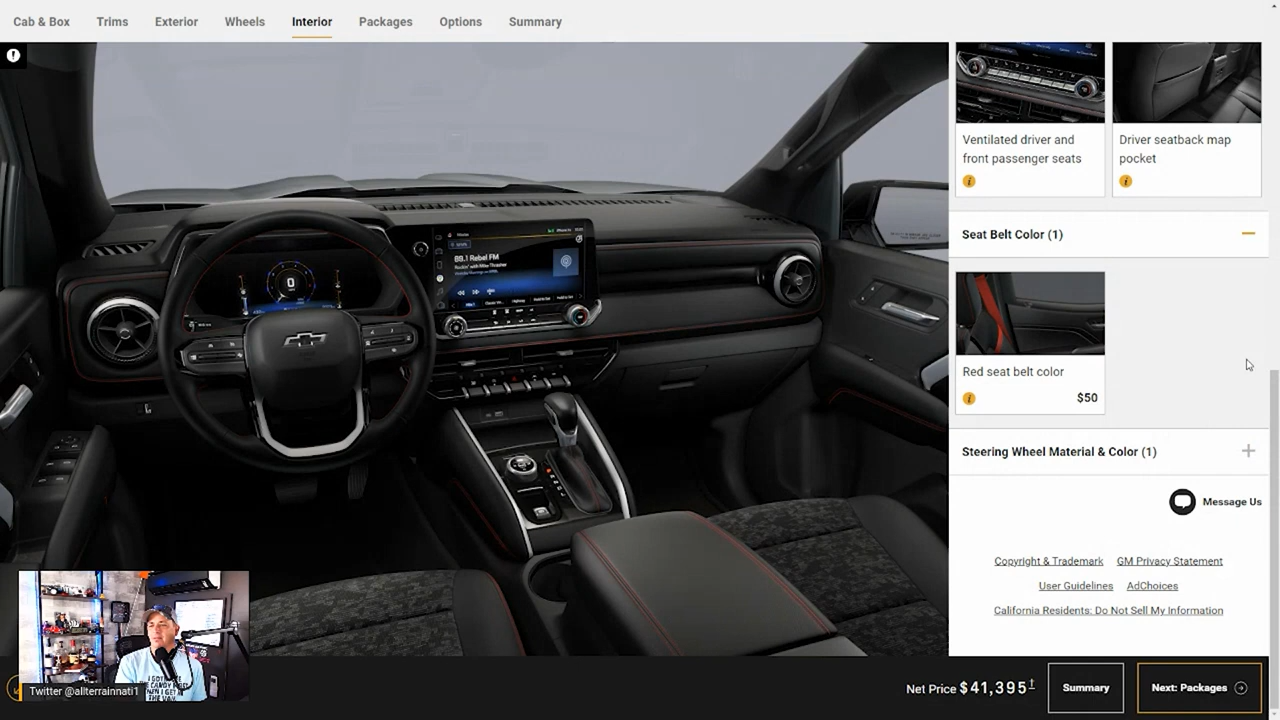 Cab & Box Trims Exterior Wheels Interior Packages Options Summary
Ventilated driver and
front passenger seats
Driver seatback map
pocket
Seat Belt Color (1)
88.1 Rebel FM
Red seat belt color
$50
Steering Wheel Material & Color (1)
Message Us
Copyright & Trademark GM Privacy Statement
User Guidelines AdChoices
California Residents: Do Not Sell My Information
Twitter @allterrainnati1
Net Price $41,395†
Summary
Next: Packages